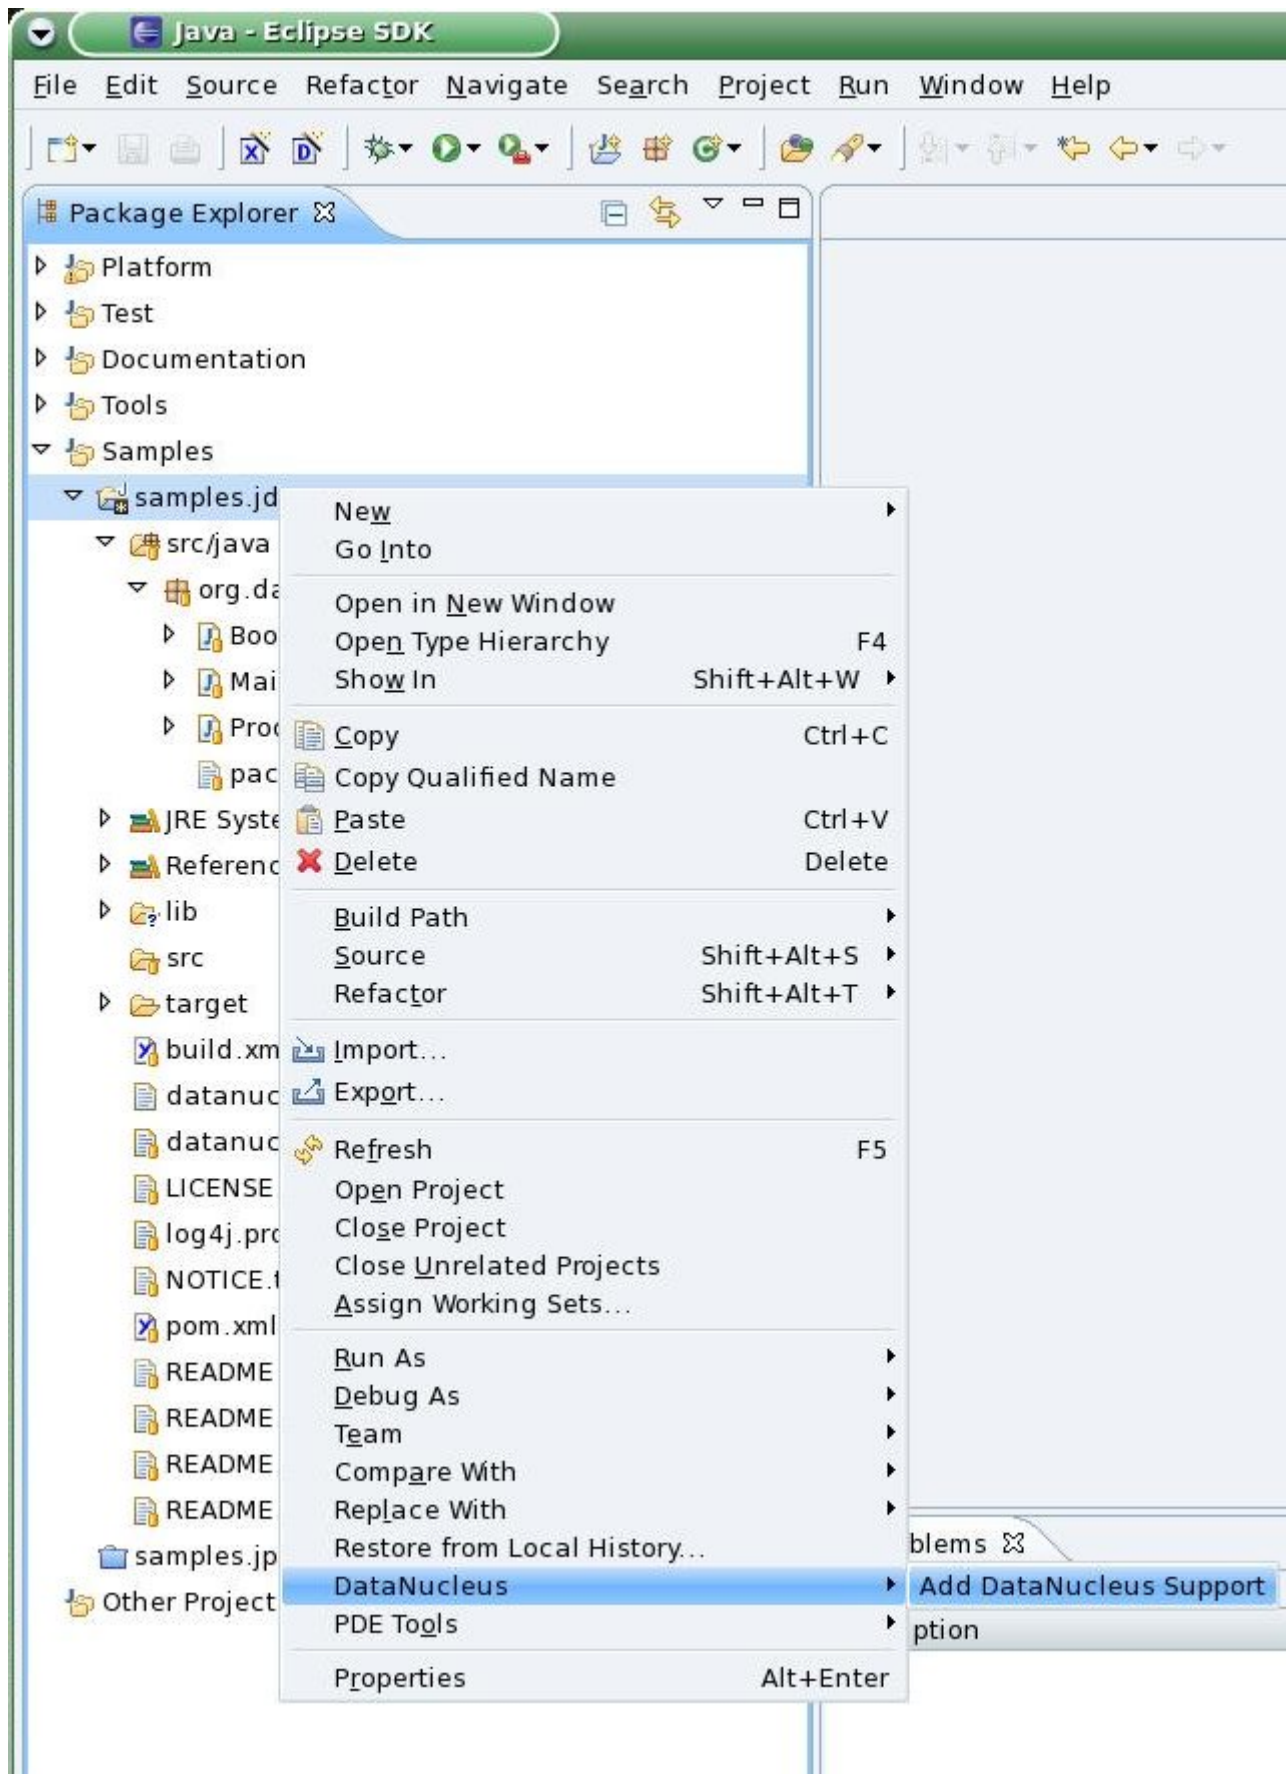 Java - Eclipse SDK
File Edit Source Refactor Navigate Search Project Run Window Help
Package Explorer
Platform
Test
Documentation
Tools
Samples
samples.jd
src/java
org.da
Boo
Mai
Proc
pac
JRE Syste
Referenc
lib
src
target
build.xm
datanuc
datanuc
LICENSE
log4j.pro
NOTICE.t
pom.xml
README
README
README
README
samples.jp
Other Project
New
Go Into
Open in New Window
Open Type Hierarchy F4
Show In Shift+Alt+W
Copy Ctrl+C
Copy Qualified Name
Paste Ctrl+V
Delete Delete
Build Path
Source Shift+Alt+S
Refactor Shift+Alt+T
Import...
Export...
Refresh F5
Open Project
Close Project
Close Unrelated Projects
Assign Working Sets...
Run As
Debug As
Team
Compare With
Replace With
Restore from Local History...
DataNucleus
PDE Tools
Properties Alt+Enter
blems
Add DataNucleus Support
ption